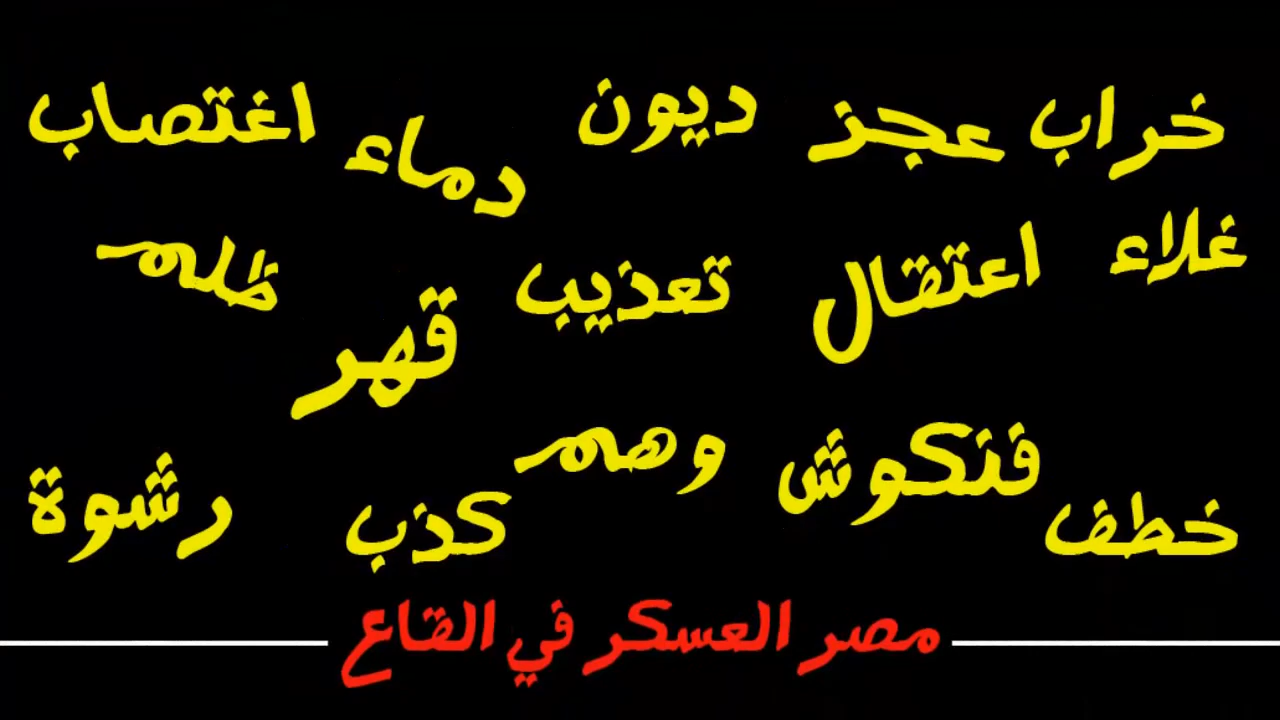 خراب عجز ديون دماء اغتصاب
غلاء اعتقال تعذيب قهر ظلم
خطف فنكوش وهم كذب رشوة
مصر العسكر في القاع